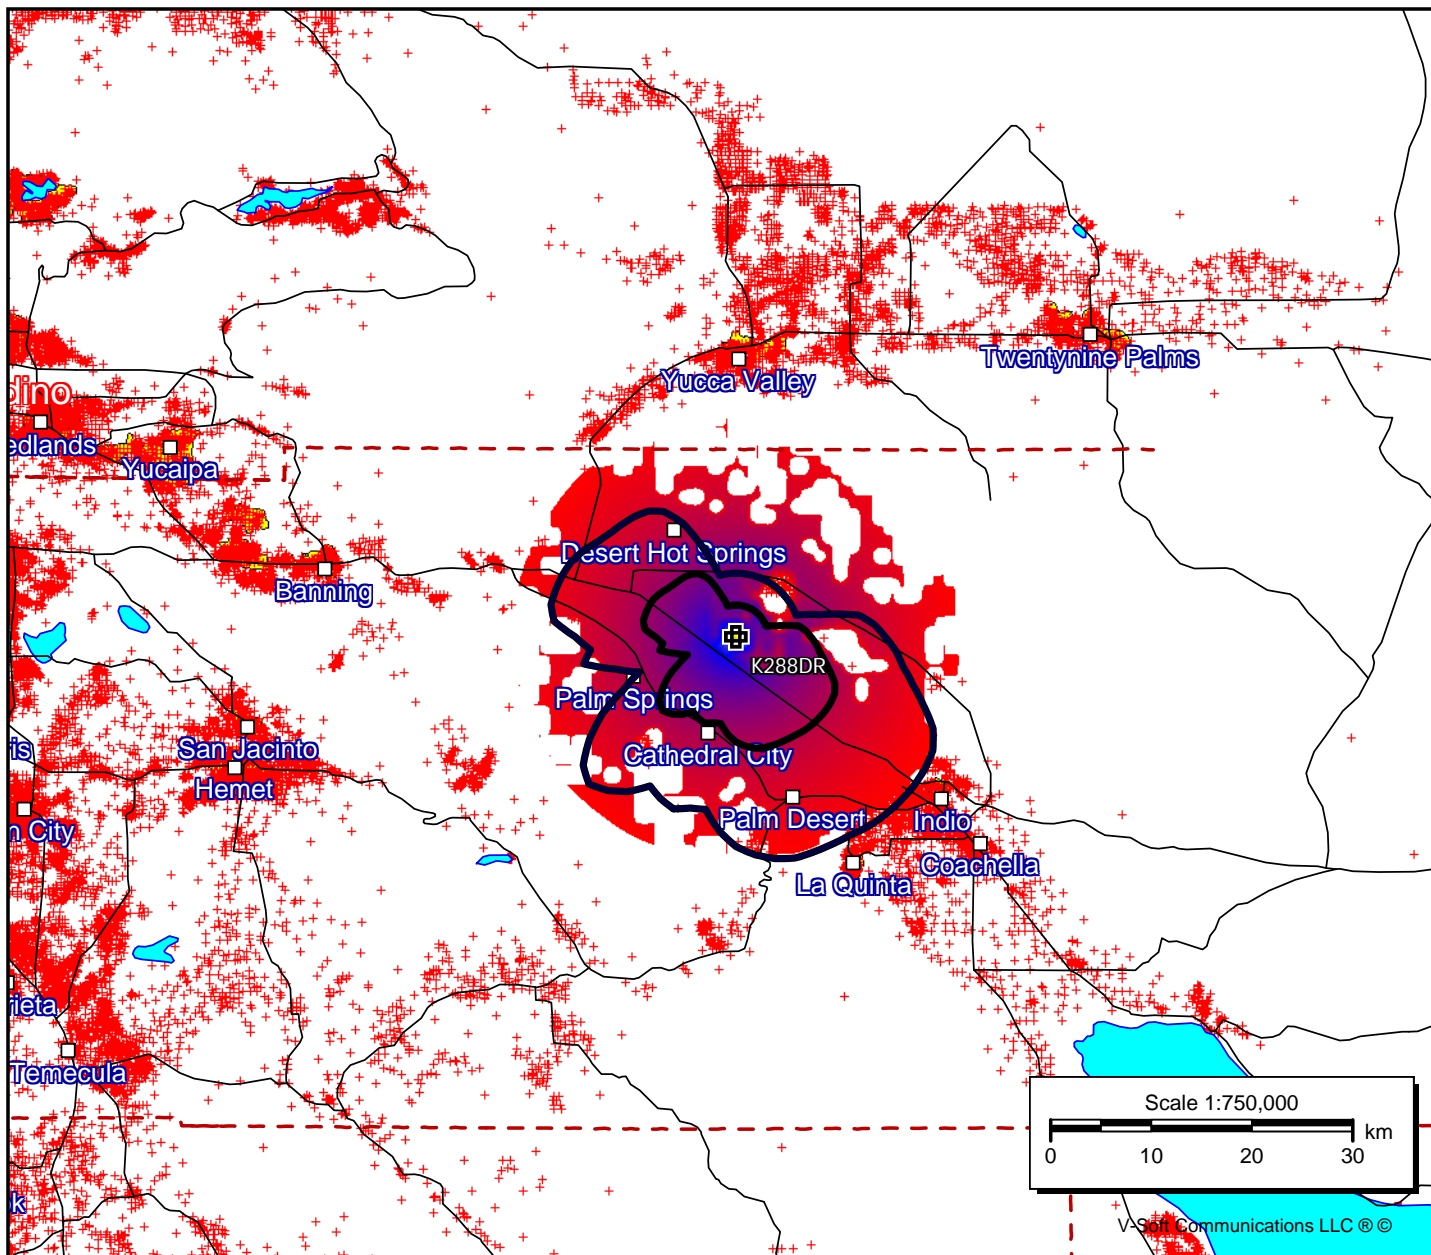 Twentynine Palms
Yucca Valley
dino
edlands
Yucaipa
Desert Hot Springs
Banning
K288DR
Palm Springs
San Jacinto
ris
Cathedral City
Hemet
n City
Palm Desert
Indio
Coachella
La Quinta
rieta
Temecula
Scale 1:750,000
km
0 10 20 30
k
V-Soft Communications LLC ® ©